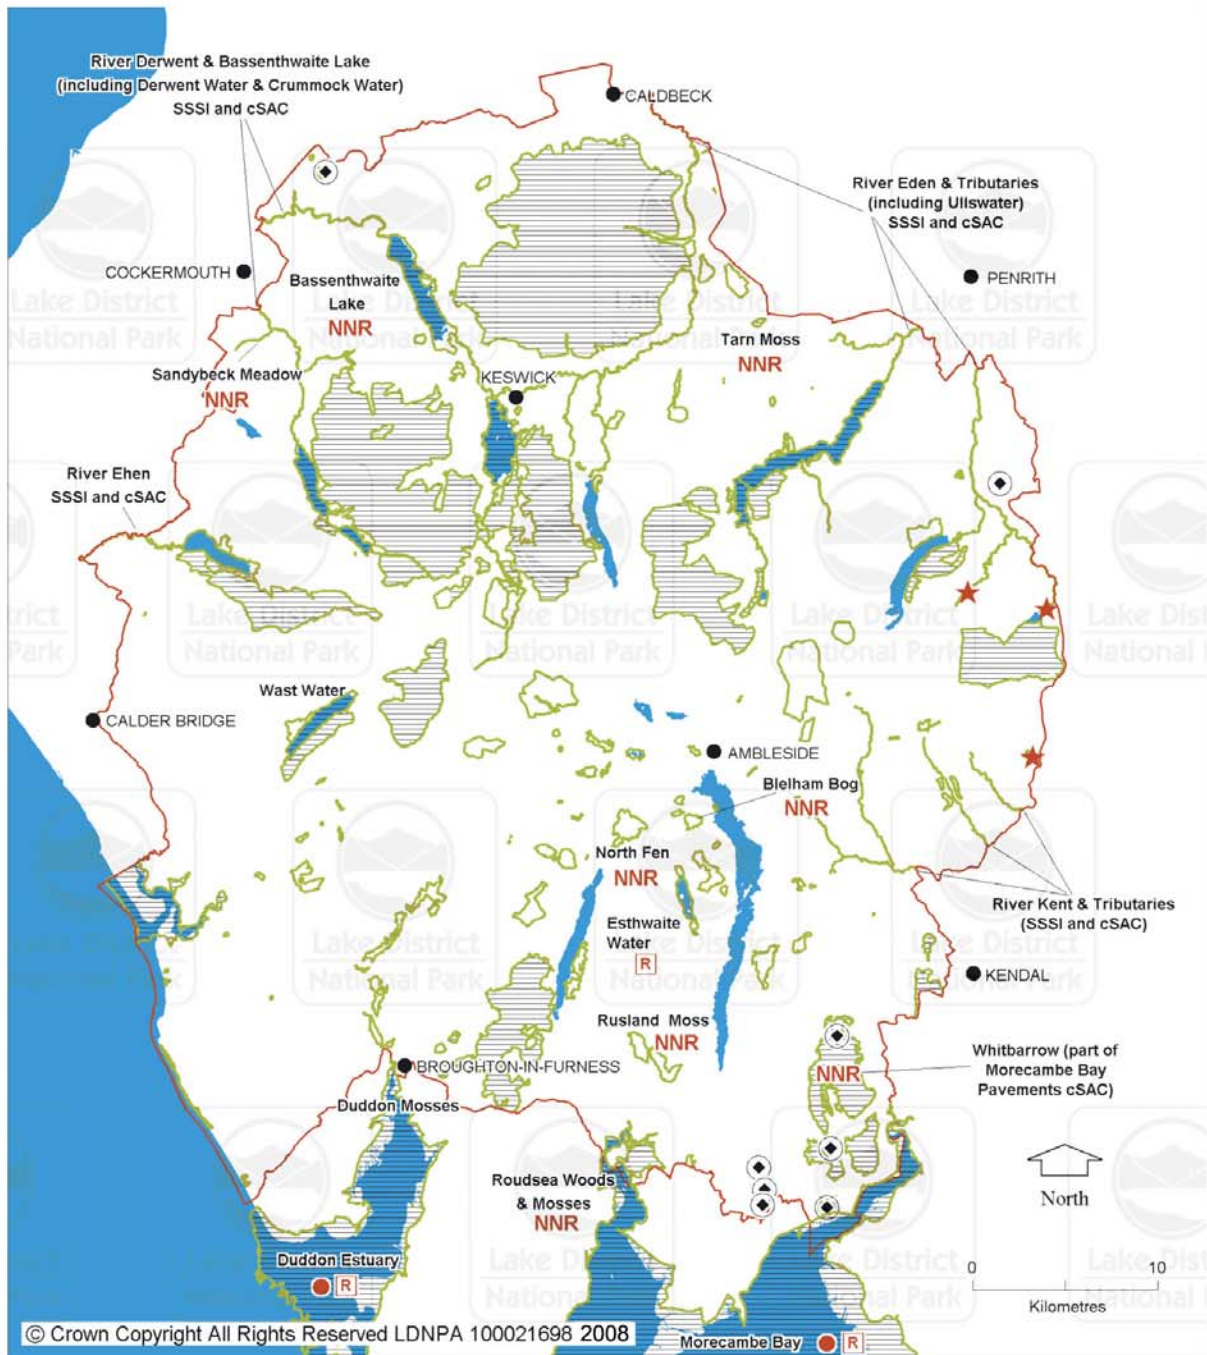 River Derwent & Bassenthwaite Lake
(including Derwent Water & Crummock Water)
SSSI and cSAC
CALDBECK
River Eden & Tributaries
(including Ullswater)
SSSI and cSAC
COCKERMOUTH
PENRITH
Bassenthwaite
Lake
NNR
Tarn Moss
NNR
Sandybeck Meadow
NNR
KESWICK
River Ehen
SSSI and cSAC
Wast Water
CALDER BRIDGE
AMBLESIDE
Blelham Bog
NNR
North Fen
NNR
River Kent & Tributaries
(SSSI and cSAC)
Esthwaite
Water
R
KENDAL
Rusland Moss
NNR
Whitbarrow (part of
Morecambe Bay
Pavements cSAC)
NNR
BROUGHTON-IN-FURNESS
Duddon Mosses
Roudsea Woods
& Mosses
NNR
North
Duddon Estuary
R
0 10
Kilometres
Morecambe Bay
R
© Crown Copyright All Rights Reserved LDNPA 100021698 2008
Lake District
National Park